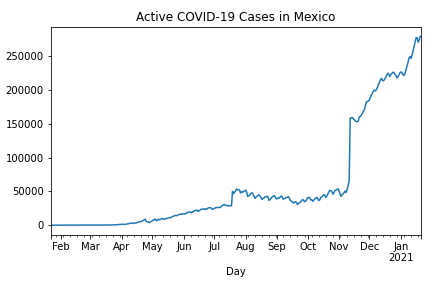 Active COVID-19 Cases in Mexico
250000
200000
150000
100000
50000
0
Feb Mar Apr May Jun Jul Aug Sep Oct Nov Dec Jan
2021
Day